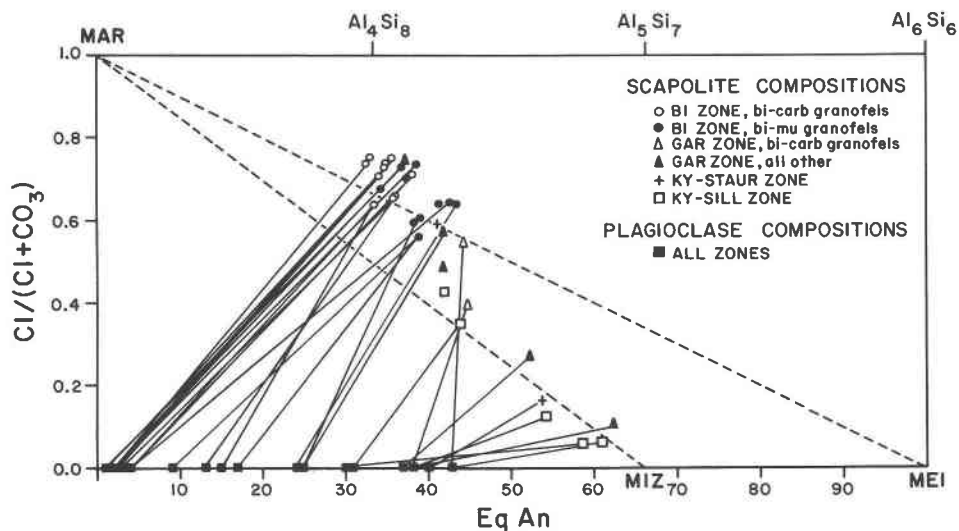 MAR Al₄Si₈ Al₅Si₇ Al₆Si₆
1.0
0.8
0.6
0.4
0.2
0.0
Cl/(Cl+CO₃)
SCAPOLITE COMPOSITIONS
BI ZONE, bi-carb granofels
BI ZONE, bi-mu granofels
GAR ZONE, bi-carb granofels
GAR ZONE, all other
KY-STAUR ZONE
KY-SILL ZONE
PLAGIOCLASE COMPOSITIONS
ALL ZONES
10 20 30 40 50 60 MIZ 70 80 90 MEI
Eq An